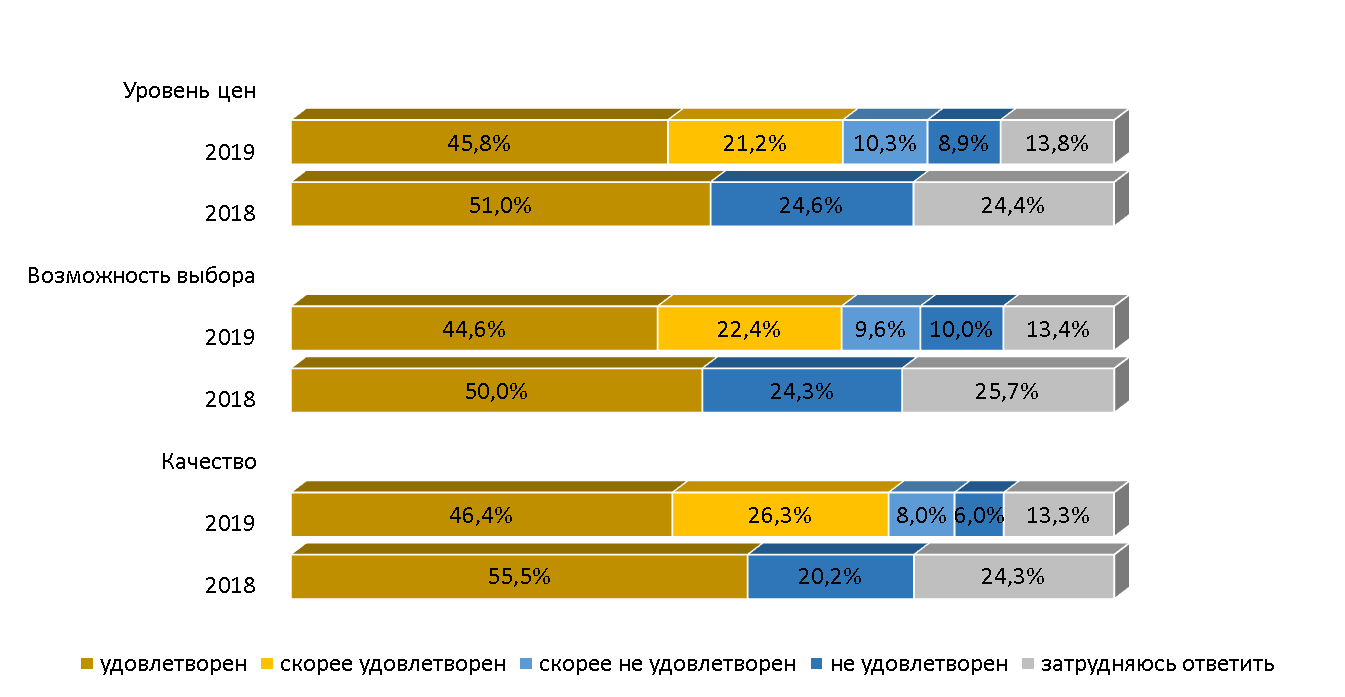 Уровень цен
2019
45,8% 21,2% 10,3% 8,9% 13,8%
2018
51,0% 24,6% 24,4%
Возможность выбора
2019
44,6% 22,4% 9,6% 10,0% 13,4%
2018
50,0% 24,3% 25,7%
Качество
2019
46,4% 26,3% 8,0% 6,0% 13,3%
2018
55,5% 20,2% 24,3%
удовлетворен скорее удовлетворен скорее не удовлетворен не удовлетворен затрудняюсь ответить